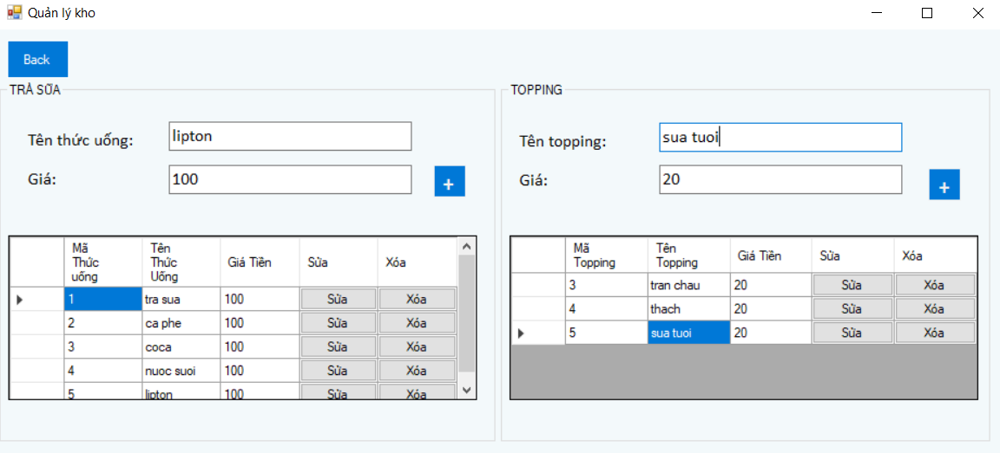 Quản lý kho
Back
TRÀ SỮA
TOPPING
Tên thức uống:
lipton
Giá:
100
+
Tên topping:
sua tuoi
Giá:
20
+
Mã Thức uống
Tên Thức Uống
Giá Tiền
Sửa
Xóa
1 tra sua 100 Sửa Xóa
2 ca phe 100 Sửa Xóa
3 coca 100 Sửa Xóa
4 nuoc suoi 100 Sửa Xóa
5 lipton 100 Sửa Xóa
Mã Topping
Tên Topping
Giá Tiền
Sửa
Xóa
3 tran chau 20 Sửa Xóa
4 thach 20 Sửa Xóa
5 sua tuoi 20 Sửa Xóa